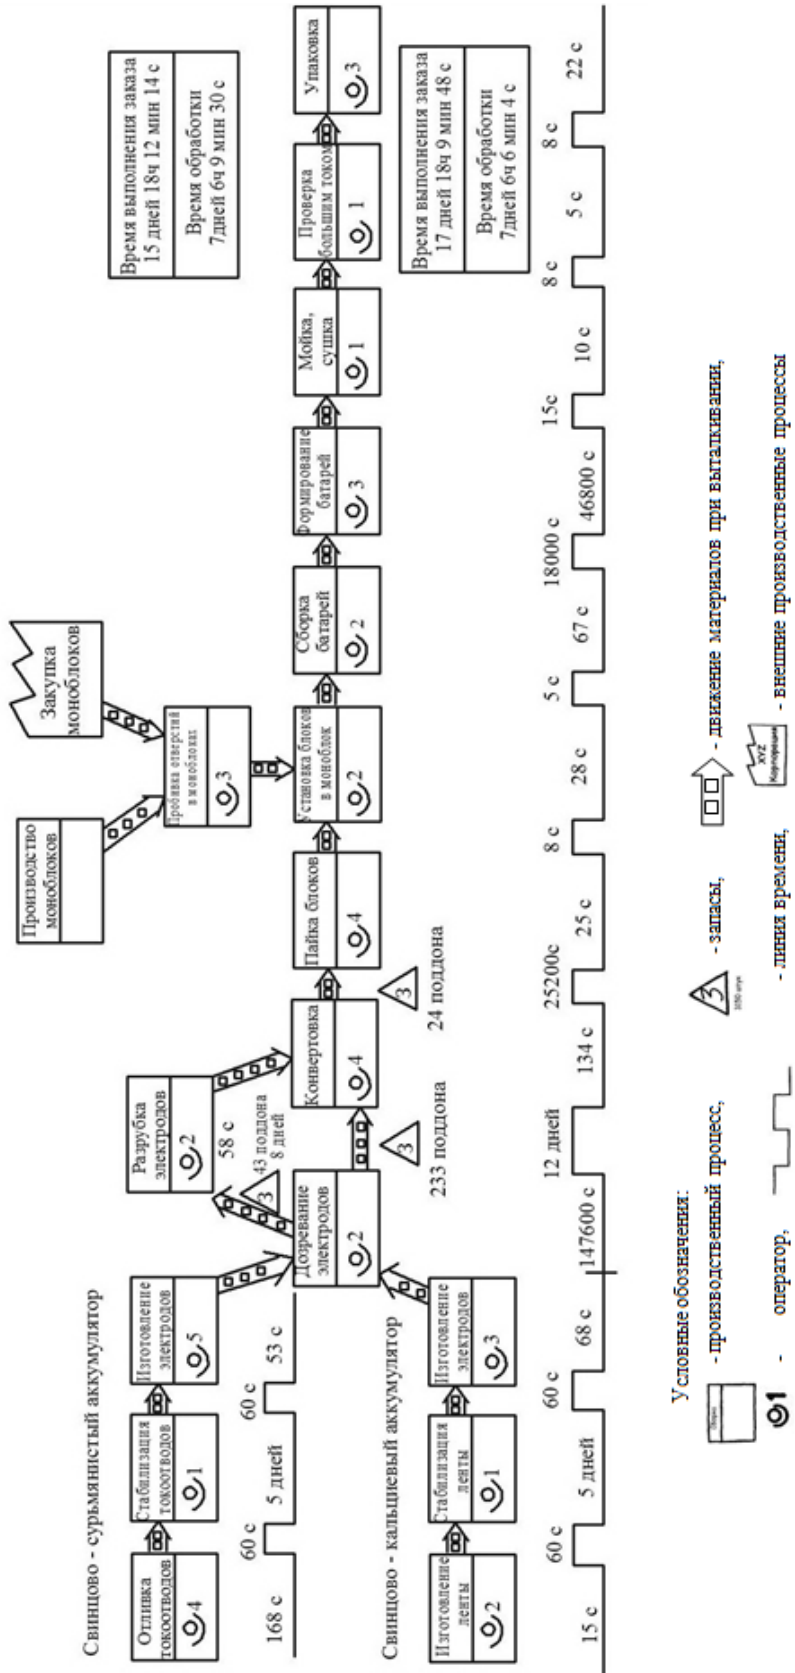 Свинцово - сурьмянистый аккумулятор
Отливка
токоотводов
4
Стабилизация
токоотводов
1
Изготовление
электродов
5
168 с
60 с
5 дней
60 с
53 с
Свинцово - кальциевый аккумулятор
Изготовление
ленты
2
Стабилизация
ленты
1
Изготовление
электродов
3
Дозревание
электродов
2
3
43 поддона
8 дней
Разрубка
электродов
2
58 с
3
233 поддона
Конвертовка
4
3
24 поддона
Пайка блоков
4
Производство
моноблоков
Закупка
моноблоков
Пробивка отверстий
в моноблоках
3
Установка блоков
в моноблок
2
Сборка
батарей
2
Формирование
батарей
3
Мойка,
сушка
1
Проверка
большим током
1
Упаковка
3
Время выполнения заказа
15 дней 18ч 12 мин 14 с
Время обработки
7дней 6ч 9 мин 30 с
Время выполнения заказа
17 дней 18ч 9 мин 48 с
Время обработки
7дней 6ч 6 мин 4 с
15 с
60 с
5 дней
60 с
68 с
147600 с
12 дней
134 с
25200с
25 с
8 с
28 с
5 с
67 с
18000 с
46800 с
15с
10 с
8 с
5 с
8 с
22 с
Условные обозначения:
Сборка
- производственный процесс,
3
- запасы,
- движение материалов при выталкивании,
1
- оператор,
- линия времени,
XYZ
Корпорация
- внешние производственные процессы